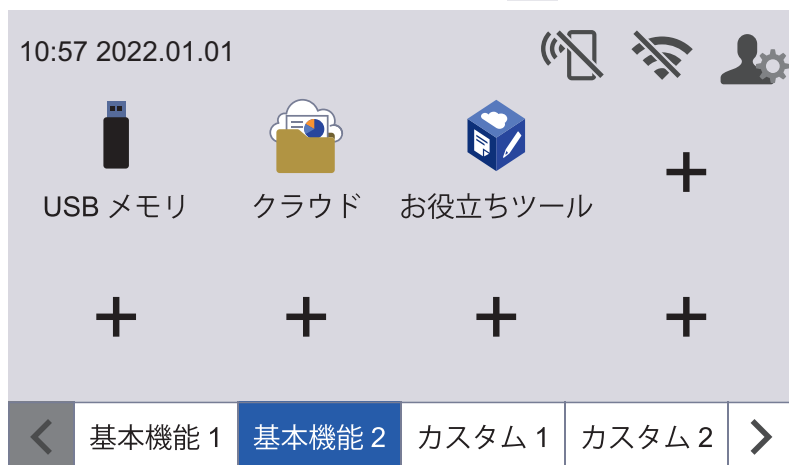 10:57 2022.01.01
USB メモリ
クラウド
お役立ちツール
基本機能 1
基本機能 2
カスタム 1
カスタム 2